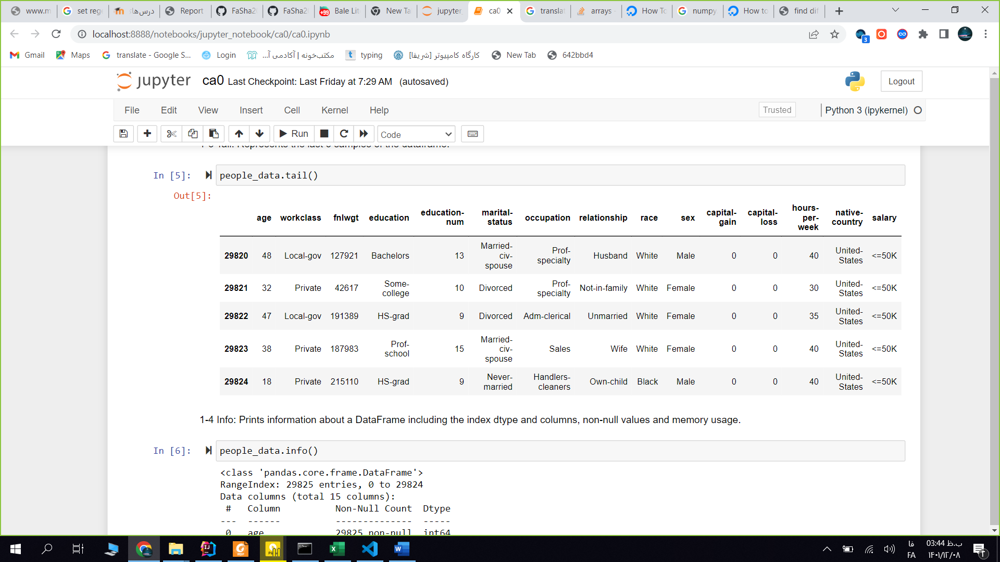 www.m
set reg
درس‌ها
Report
FaSha2
FaSha2
Bale Lit
New Ta
jupyter
ca0
translat
arrays
How To
numpy
How to
find dif
localhost:8888/notebooks/jupyter_notebook/ca0/ca0.ipynb
3
Gmail
Maps
translate - Google S...
Login
مکتب‌خونه | آکادمی آ...
typing
کارگاه کامپیوتر [شریفا]
New Tab
642bbd4
jupyter ca0 Last Checkpoint: Last Friday at 7:29 AM (autosaved)
Logout
File Edit View Insert Cell Kernel Help
Trusted
Python 3 (ipykernel)
Run
Code
In [5]: people_data.tail()
Out[5]:
age workclass fnlwgt education education-num marital-status occupation relationship race sex capital-gain capital-loss hours-per-week native-country salary
29820 48 Local-gov 127921 Bachelors 13 Married-civ-spouse Prof-specialty Husband White Male 0 0 40 United-States <=50K
29821 32 Private 42617 Some-college 10 Divorced Prof-specialty Not-in-family White Female 0 0 30 United-States <=50K
29822 47 Local-gov 191389 HS-grad 9 Divorced Adm-clerical Unmarried White Female 0 0 35 United-States <=50K
29823 38 Private 187983 Prof-school 15 Married-civ-spouse Sales Wife White Female 0 0 40 United-States <=50K
29824 18 Private 215110 HS-grad 9 Never-married Handlers-cleaners Own-child Black Male 0 0 40 United-States <=50K
1-4 Info: Prints information about a DataFrame including the index dtype and columns, non-null values and memory usage.
In [6]: people_data.info()
<class 'pandas.core.frame.DataFrame'>
RangeIndex: 29825 entries, 0 to 29824
Data columns (total 15 columns):
# Column Non-Null Count Dtype
--- ------ -------------- -----
0 age 29825 non-null int64
فا
FA
03:44 ب.ظ
۱۴۰۱/۱۲/۰۸
۲